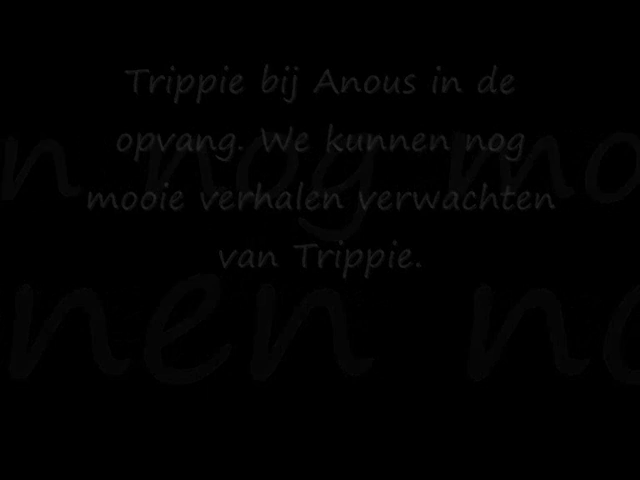 Trippie bij Anous in de
opvang. We kunnen nog
mooie verhalen verwachten
van Trippie.